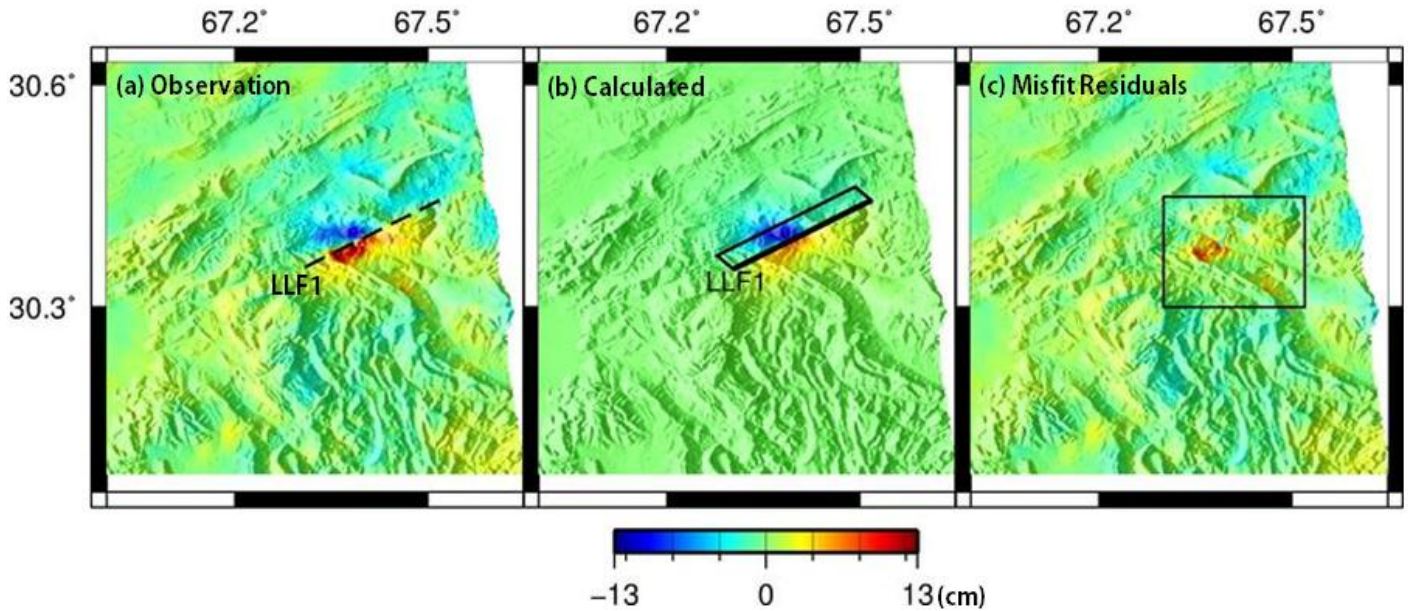 67.2° 67.5° 67.2° 67.5° 67.2° 67.5°
30.6°
(a) Observation (b) Calculated (c) Misfit Residuals
LLF1 LLF1
30.3°
−13 0 13 (cm)